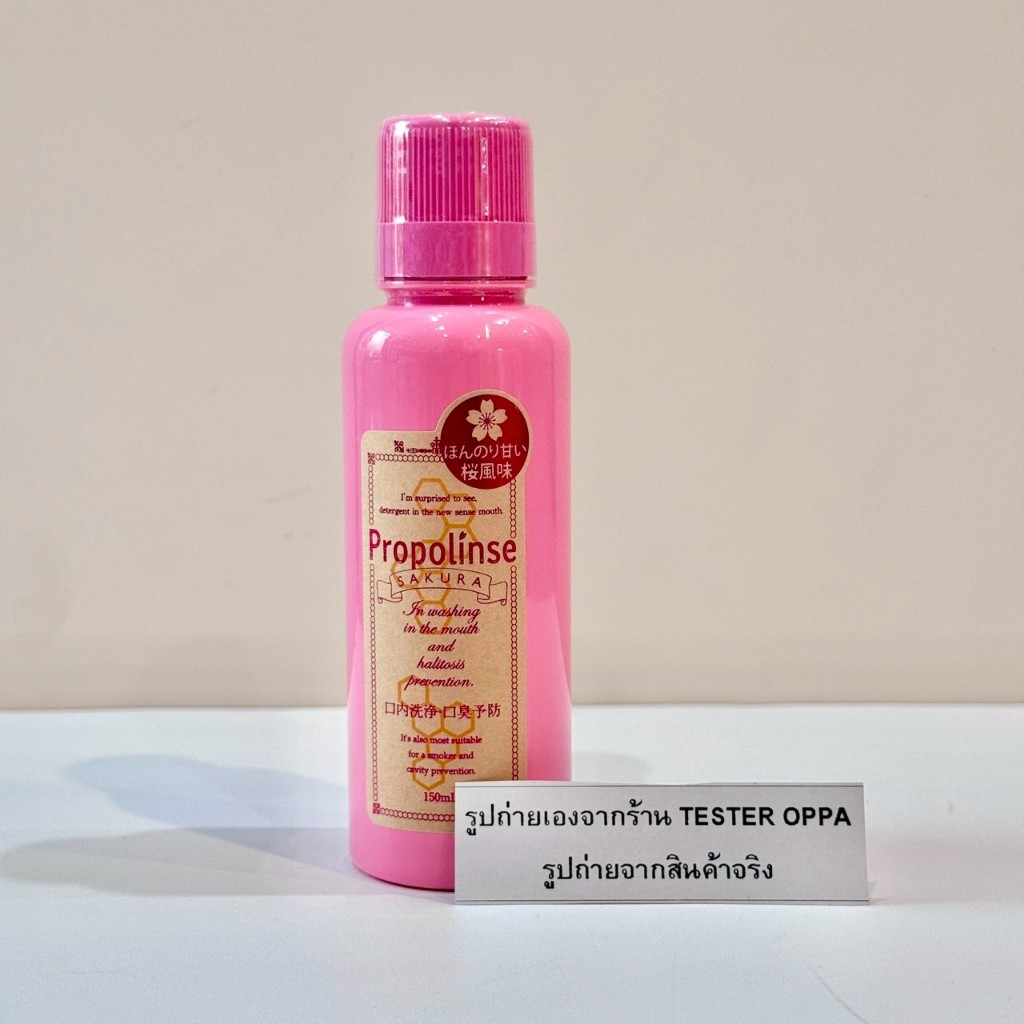 ほんのり甘い
桜風味
I'm surprised to see,
detergent in the new sense mouth.
Propolinse
SAKURA
In washing
in the mouth
and
halitosis
prevention.
口内洗浄・口臭予防
It's also most suitable
for a smoker and
cavity prevention.
150ml
รูปถ่ายเองจากร้าน TESTER OPPA
รูปถ่ายจากสินค้าจริง